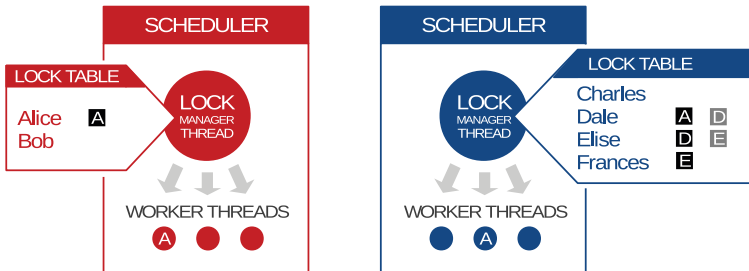 SCHEDULER
LOCK TABLE
Alice A
Bob
LOCK
MANAGER
THREAD
WORKER THREADS
A
SCHEDULER
LOCK TABLE
Charles
Dale A D
Elise D E
Frances E
LOCK
MANAGER
THREAD
WORKER THREADS
A